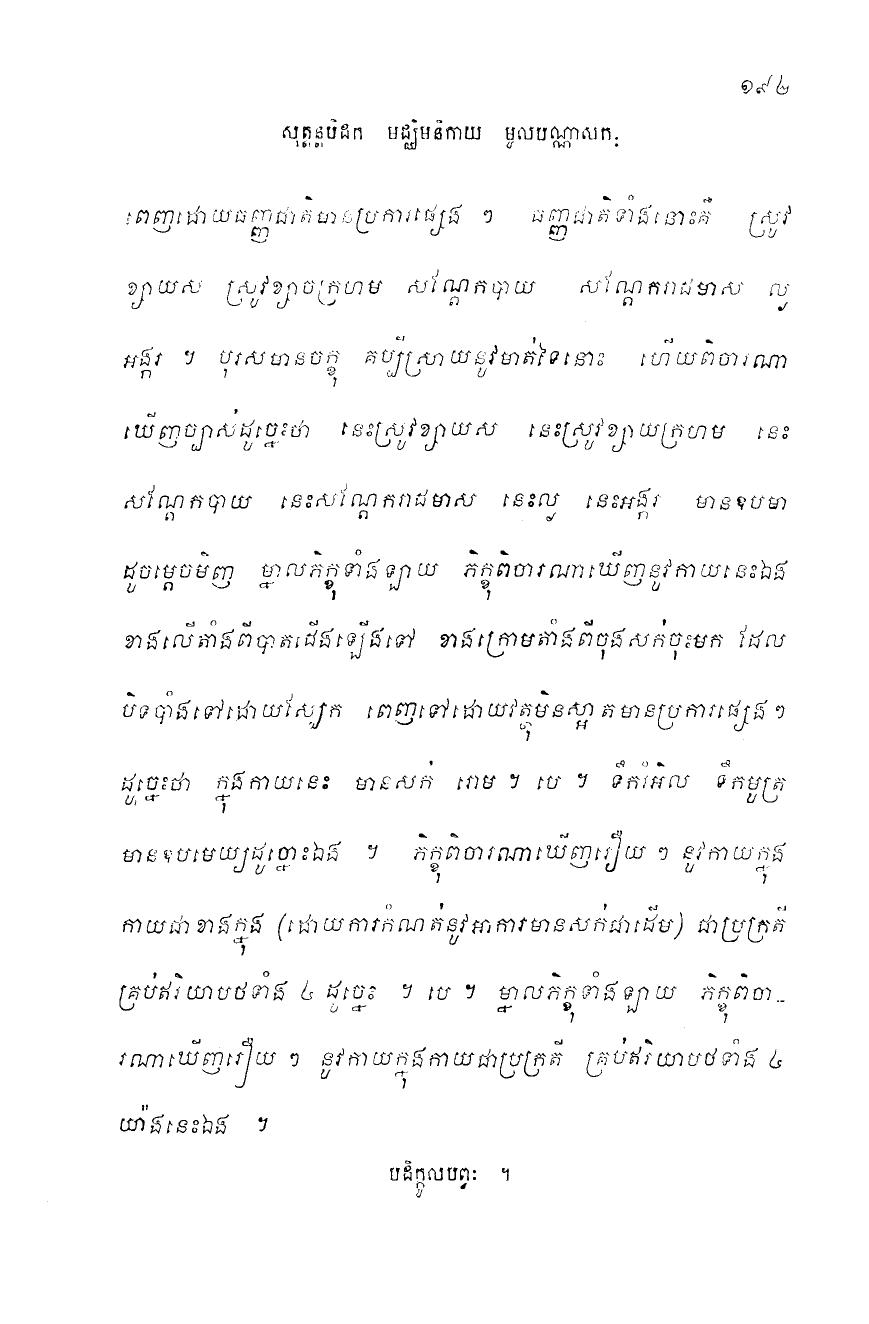 ១៩៤
សុត្តន្តបិដក មជ្ឈិមនិកាយ មូលបណ្ណាសក
ពេញដោយធញ្ញជាតិមានប្រការផ្សេង ៗ ធញ្ញជាតិទាំងនោះគឺ ស្រូវ
ខ្សាយស ស្រូវខ្សាចក្រហម សណ្តែកបាយ សណ្តែករាជមាស ល្ង
អង្ករ ។ បុរសមានចក្ខុ គប្បីស្រាយនូវមាត់ថៃនោះ ហើយពិចារណា
ឃើញច្បាស់ដូច្នេះថា នេះស្រូវខ្សាយស នេះស្រូវខ្សាយក្រហម នេះ
សណ្តែកបាយ នេះសណ្តែករាជមាស នេះល្ង នេះអង្ករ មានឧបមា
ដូចម្តេចមិញ ម្នាលភិក្ខុទាំងឡាយ ភិក្ខុពិចារណាឃើញនូវកាយនេះឯង
ខាងលើតាំងពីបាតជើងឡើងទៅ ខាងក្រោមតាំងពីចុងសក់ចុះមក ដែល
បិទបាំងទៅដោយស្បែក ពេញទៅដោយវត្ថុមិនស្អាតមានប្រការផ្សេង ៗ
ដូច្នេះថា ក្នុងកាយនេះ មានសក់ រោម ។ បេ ។ ទឹករំអិល ទឹកមូត្រ
មានឧបមេយ្យដូច្នោះឯង ។ ភិក្ខុពិចារណាឃើញរឿយ ៗ នូវកាយក្នុង
កាយជាខាងក្នុង (ដោយការកំណត់នូវអាការមានសក់ជាដើម) ជាប្រក្រតី
គ្រប់ឥរិយាបថទាំង ៤ ដូច្នេះ ។ បេ ។ ម្នាលភិក្ខុទាំងឡាយ ភិក្ខុពិចា-
រណាឃើញរឿយ ៗ នូវកាយក្នុងកាយជាប្រក្រតី គ្រប់ឥរិយាបថទាំង ៤
យ៉ាងនេះឯង ។
បដិក្កូលបព្វៈ ។